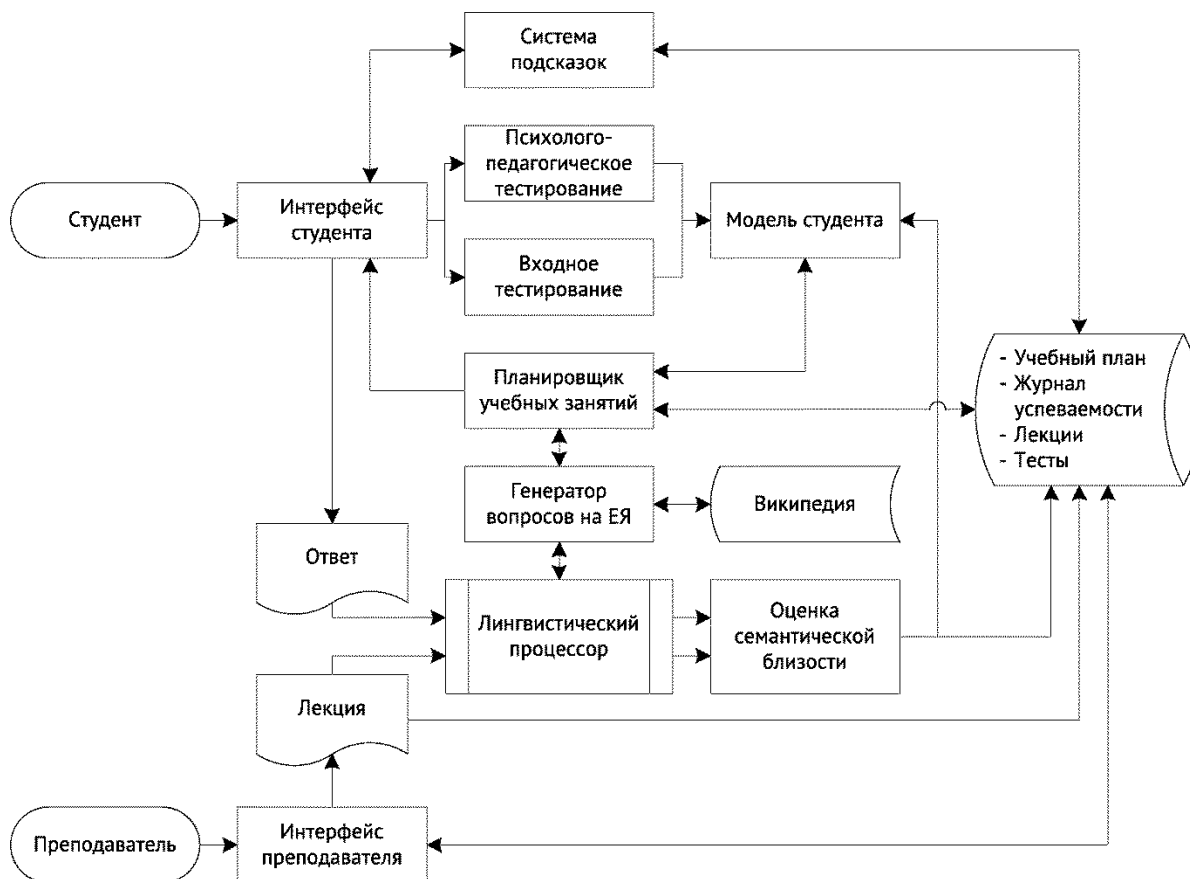 Система
подсказок
Психолого-
педагогическое
тестирование
Студент
Интерфейс
студента
Модель студента
Входное
тестирование
Планировщик
учебных занятий
- Учебный план
- Журнал
успеваемости
- Лекции
- Тесты
Генератор
вопросов на ЕЯ
Википедия
Ответ
Лингвистический
процессор
Оценка
семантической
близости
Лекция
Преподаватель
Интерфейс
преподавателя